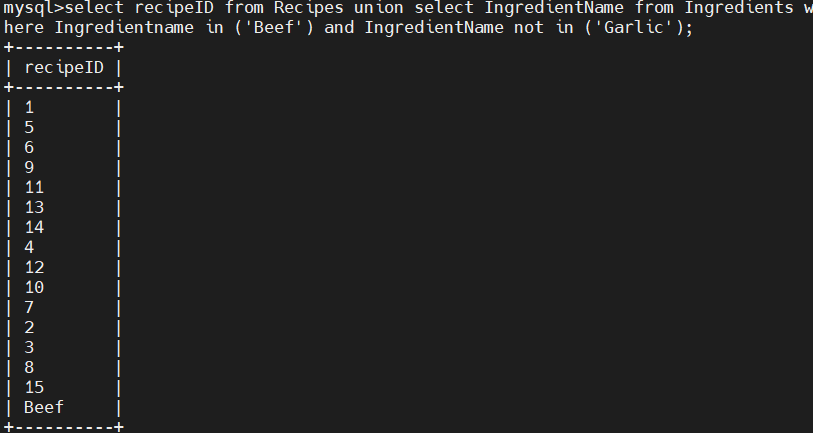 mysql>select recipeID from Recipes union select IngredientName from Ingredients w
here Ingredientname in ('Beef') and IngredientName not in ('Garlic');
+----------+
| recipeID |
+----------+
| 1        |
| 5        |
| 6        |
| 9        |
| 11       |
| 13       |
| 14       |
| 4        |
| 12       |
| 10       |
| 7        |
| 2        |
| 3        |
| 8        |
| 15       |
| Beef     |
+----------+